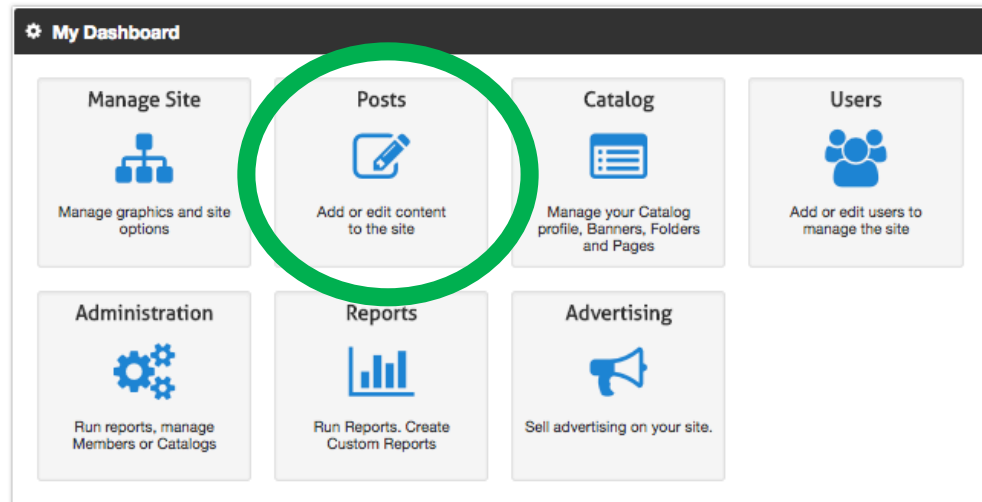 My Dashboard
Manage Site
Manage graphics and site
options
Posts
Add or edit content
to the site
Catalog
Manage your Catalog
profile, Banners, Folders
and Pages
Users
Add or edit users to
manage the site
Administration
Run reports, manage
Members or Catalogs
Reports
Run Reports. Create
Custom Reports
Advertising
Sell advertising on your site.